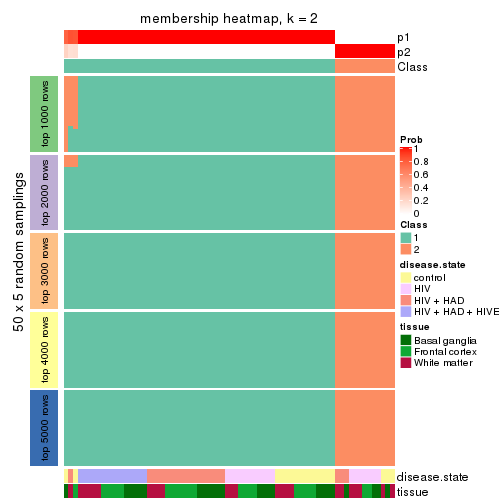 membership heatmap, k = 2
p1
p2
Class
50 x 5 random samplings
top 1000 rows
top 2000 rows
top 3000 rows
top 4000 rows
top 5000 rows
Prob
1
0.8
0.6
0.4
0.2
0
Class
1
2
disease.state
control
HIV
HIV + HAD
HIV + HAD + HIVE
tissue
Basal ganglia
Frontal cortex
White matter
disease.state
tissue